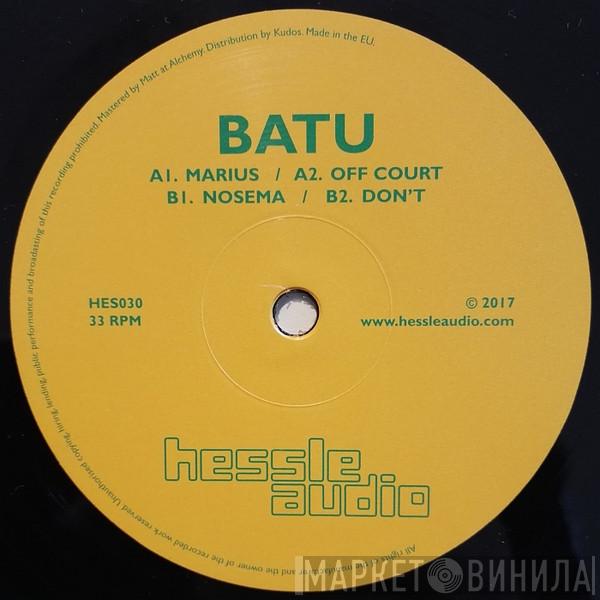 BATU
A1. MARIUS / A2. OFF COURT
B1. NOSEMA / B2. DON'T
HES030
33 RPM
© 2017
www.hessleaudio.com
hessle
audio
All rights of the manufacturer and the owner of the recorded work reserved. Unauthorised copying, hiring, lending, public performance and broadcasting of this recording prohibited. Mastered by Matt at Alchemy. Distribution by Kudos. Made in the EU.
МАРКЕТ ВИНИЛА